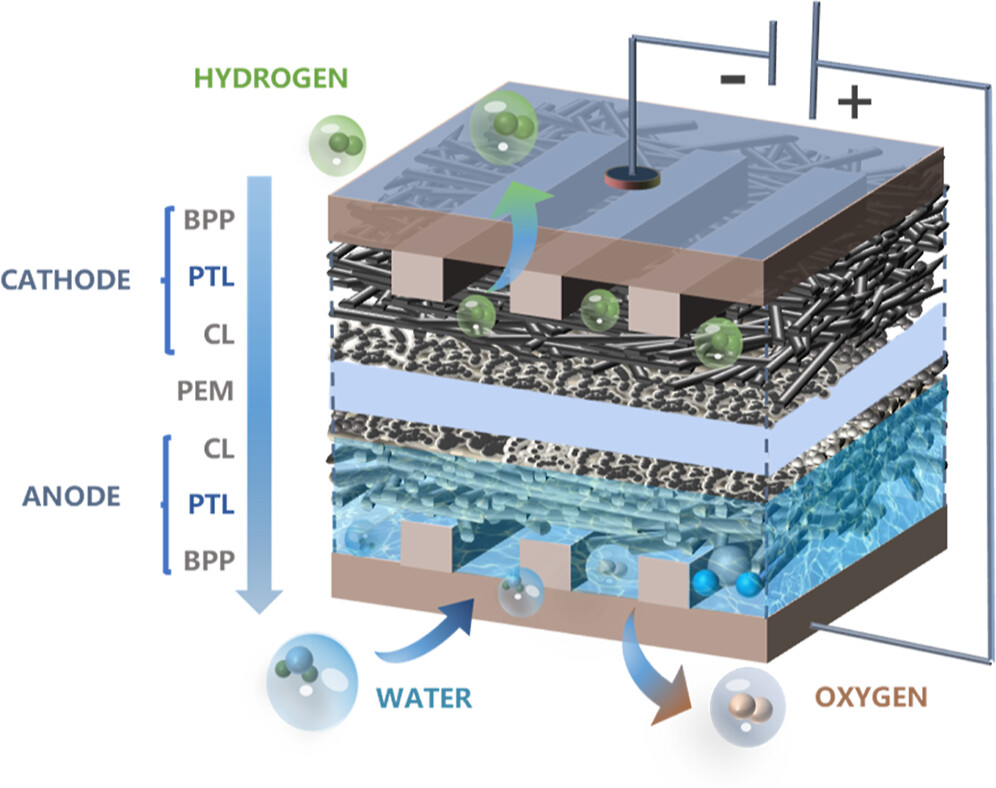 HYDROGEN
-
+
BPP
CATHODE
PTL
CL
PEM
CL
ANODE
PTL
BPP
WATER
OXYGEN